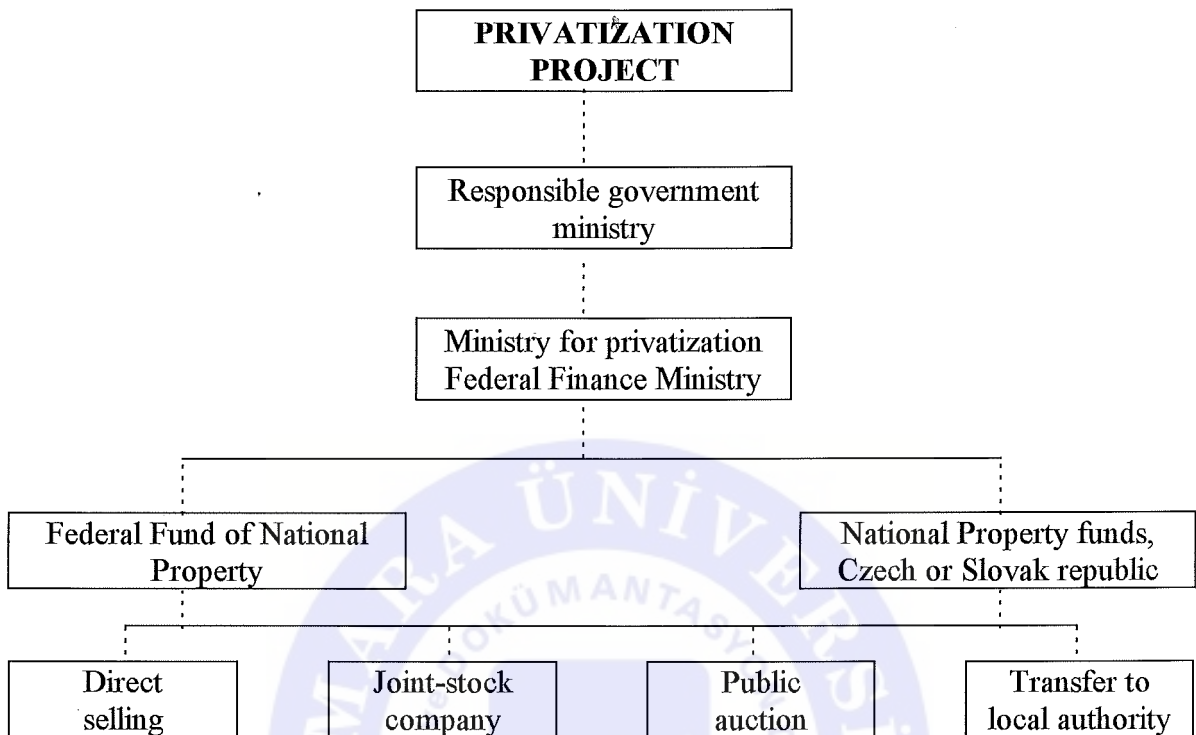 PRIVATIZATION
PROJECT
Responsible government
ministry
Ministry for privatization
Federal Finance Ministry
Federal Fund of National
Property
National Property funds,
Czech or Slovak republic
Direct
selling
Joint-stock
company
Public
auction
Transfer to
local authority